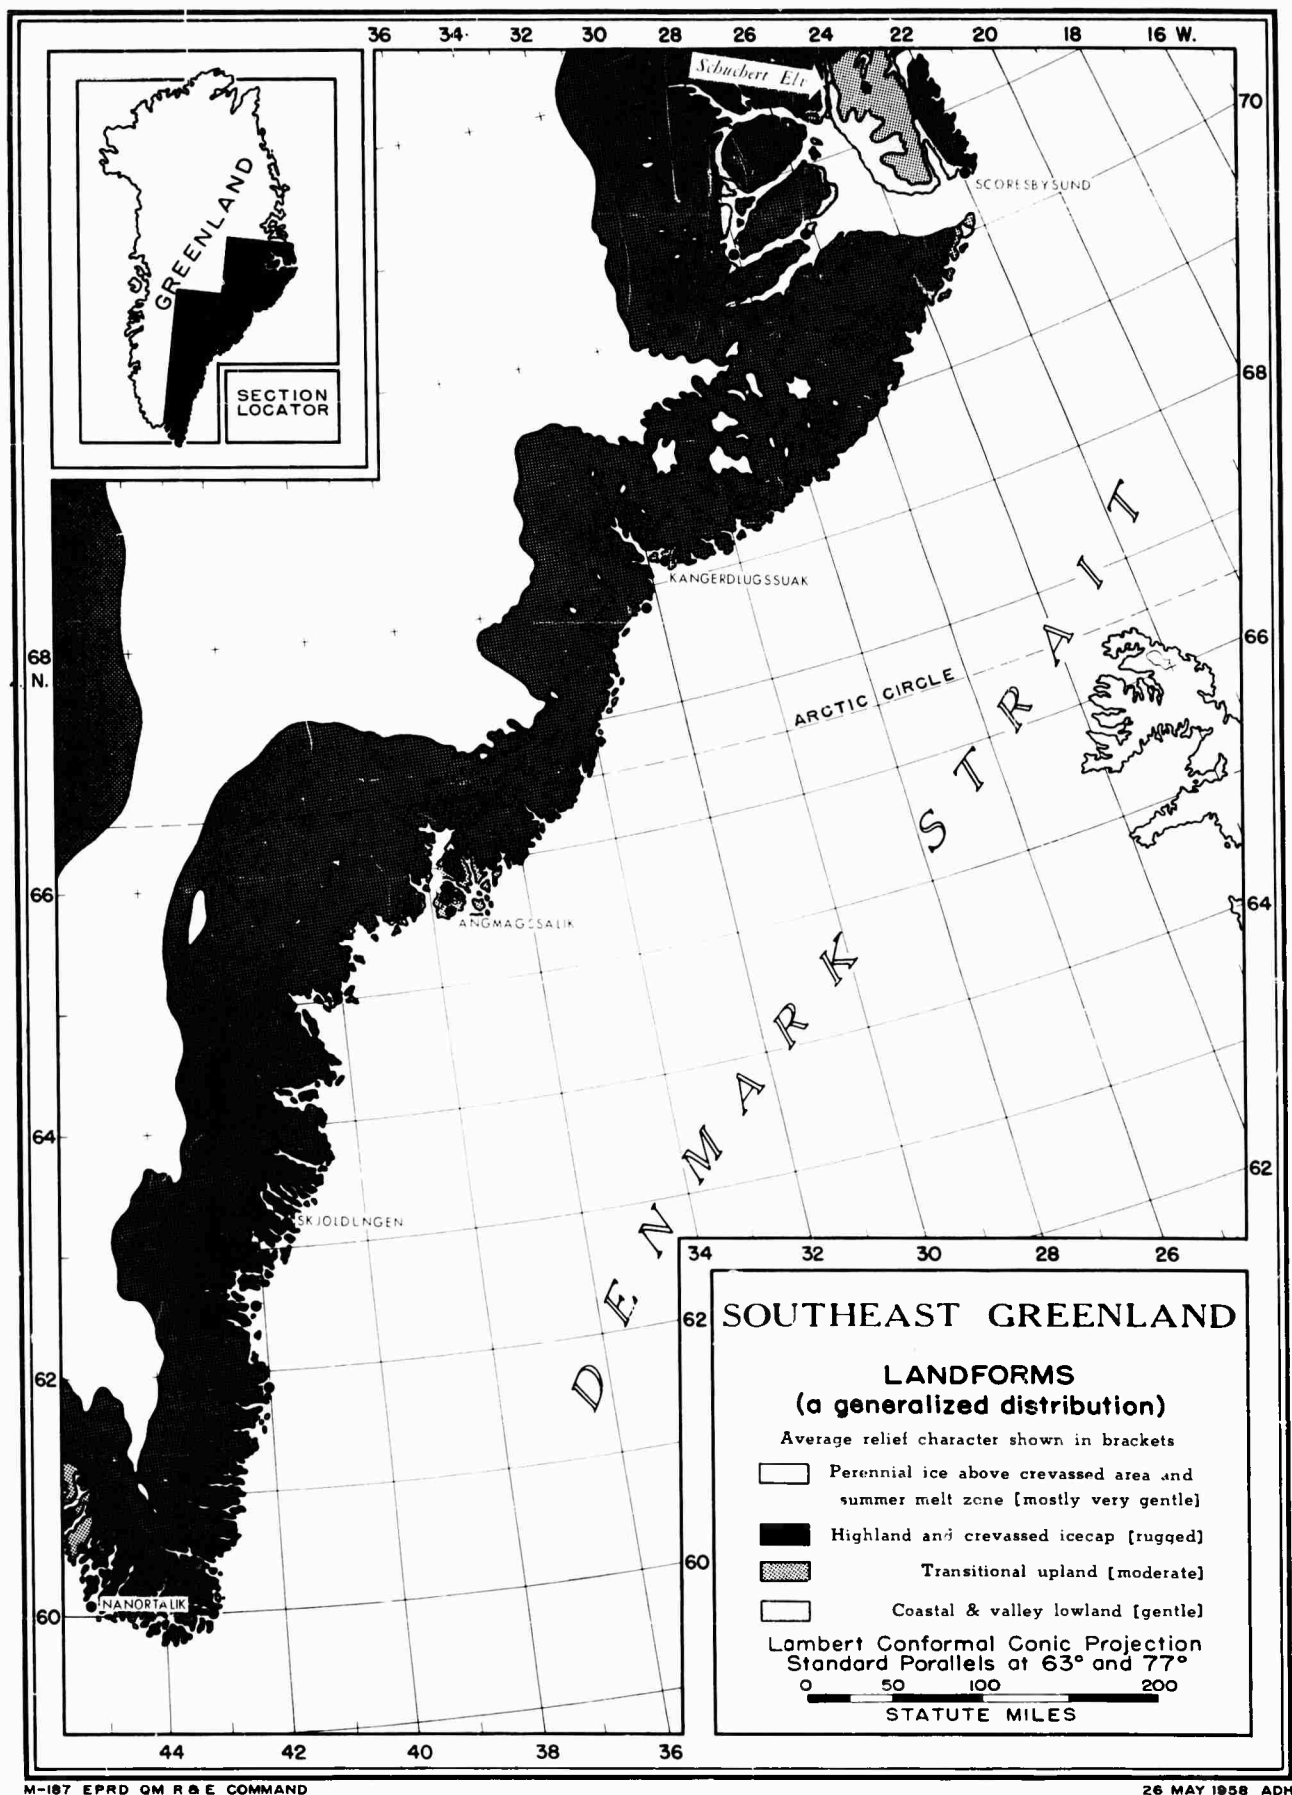 36 34 32 30 28 26 24 22 20 18 16 W.
Schuchert Elv
70
SCORESBYSUND
GREENLAND
SECTION
LOCATOR
68
KANGERDLUGSSUAK
66
68
N.
ARCTIC CIRCLE
DENMARK STRAIT
66
64
ANGMAGSSALIK
64
62
SKJOLDUNGEN
34 32 30 28 26
62
62
60
NANORTALIK
60
44 42 40 38 36
SOUTHEAST GREENLAND
LANDFORMS
(a generalized distribution)
Average relief character shown in brackets
Perennial ice above crevassed area and
summer melt zone [mostly very gentle]
Highland and crevassed icecap [rugged]
Transitional upland [moderate]
Coastal & valley lowland [gentle]
Lambert Conformal Conic Projection
Standard Parallels at 63° and 77°
0 50 100 200
STATUTE MILES
M-187 EPRD QM R & E COMMAND
26 MAY 1958 ADH